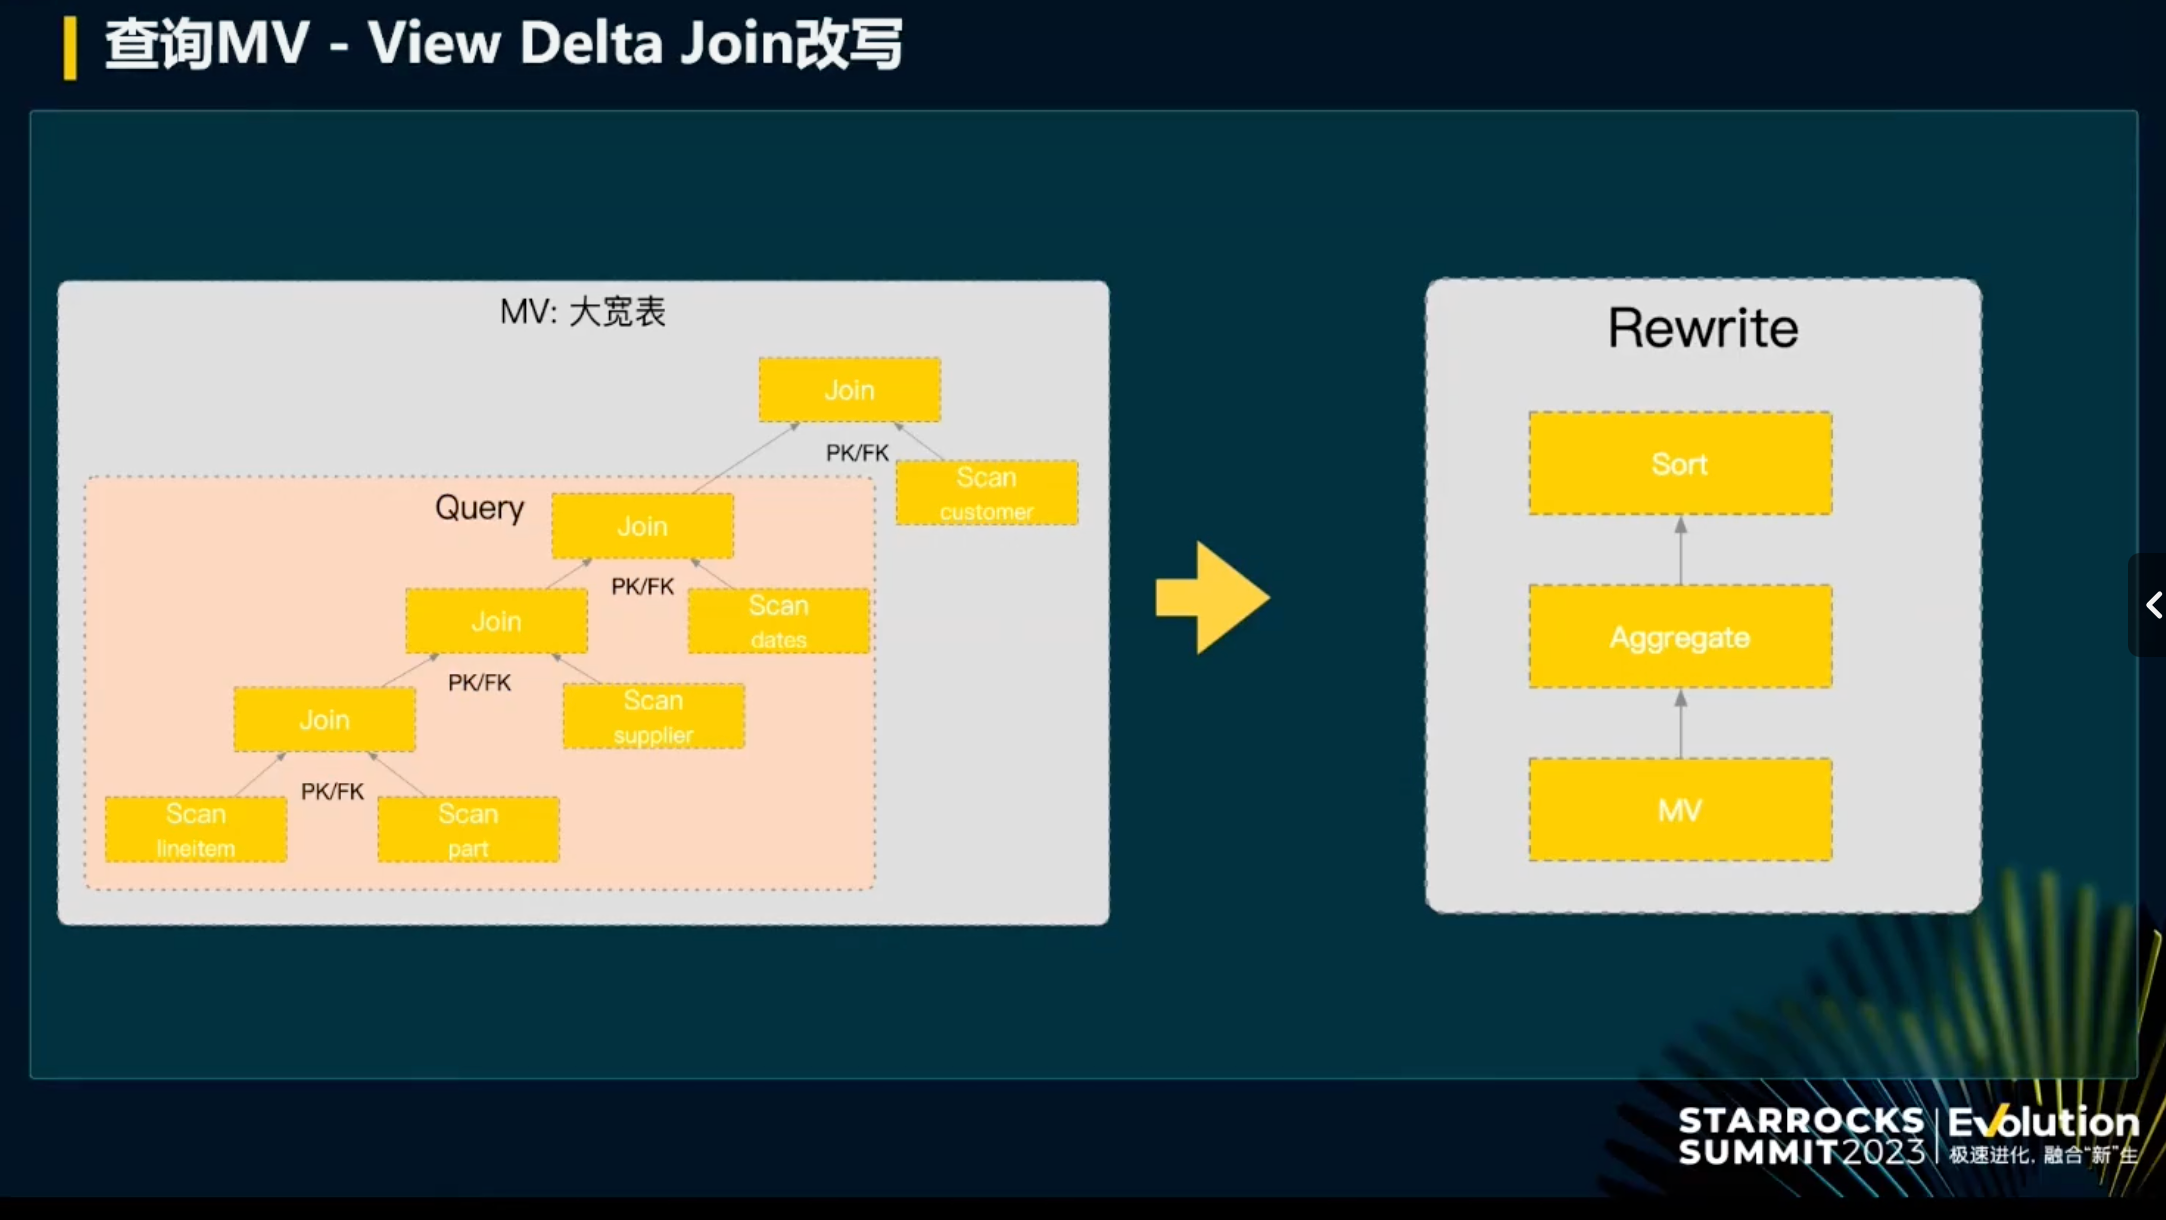 查询MV - View Delta Join改写
MV: 大宽表
Join
PK/FK
Scan
customer
Query
Join
PK/FK
Scan
dates
Join
PK/FK
Scan
supplier
Join
PK/FK
Scan
lineitem
Scan
part
Rewrite
Sort
Aggregate
MV
STARROCKS
SUMMIT2023
Evolution
极速进化，融合“新”生